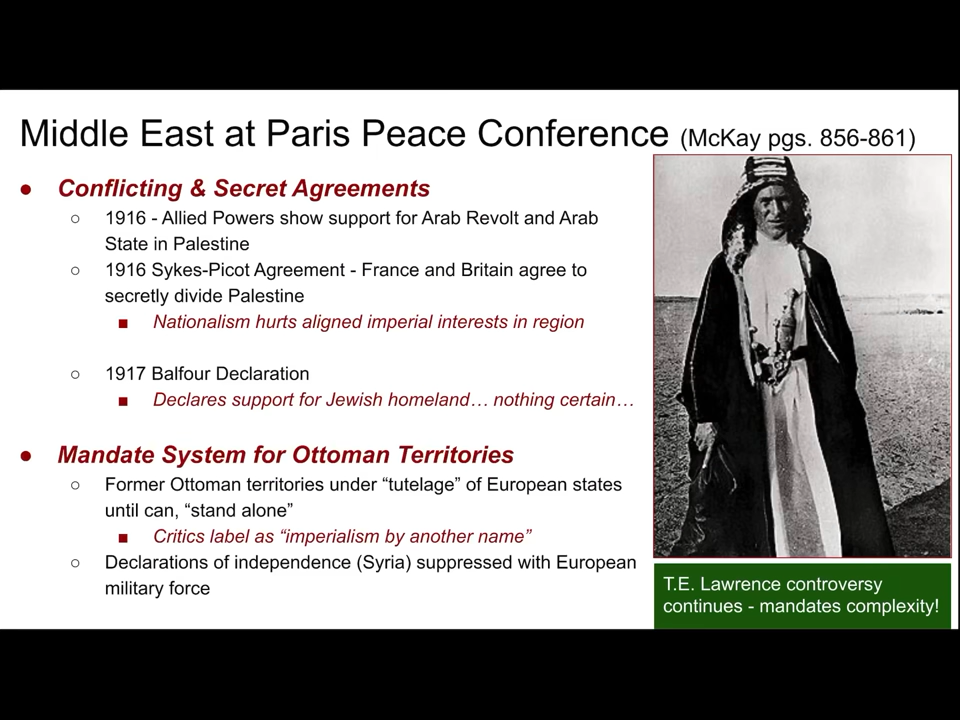 Middle East at Paris Peace Conference (McKay pgs. 856-861)
● Conflicting & Secret Agreements
○ 1916 - Allied Powers show support for Arab Revolt and Arab
State in Palestine
○ 1916 Sykes-Picot Agreement - France and Britain agree to
secretly divide Palestine
■ Nationalism hurts aligned imperial interests in region
○ 1917 Balfour Declaration
■ Declares support for Jewish homeland… nothing certain…
● Mandate System for Ottoman Territories
○ Former Ottoman territories under “tutelage” of European states
until can, “stand alone”
■ Critics label as “imperialism by another name”
○ Declarations of independence (Syria) suppressed with European
military force
T.E. Lawrence controversy
continues - mandates complexity!